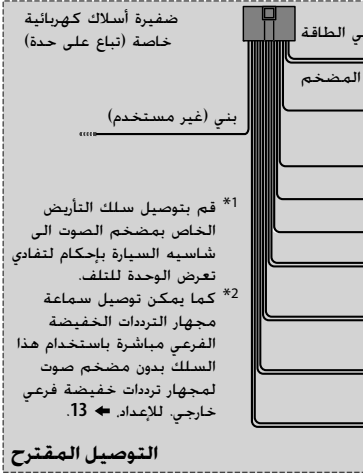 ضفيرة أسلاك كهربائية
خاصة (تباع على حدة)
ي الطاقة
المضخم
بني (غير مستخدم)
*1 قم بتوصيل سلك التأريض
الخاص بمضخم الصوت الى
شاسيه السيارة بإحكام لتفادي
تعرض الوحدة للتلف.
*2 كما يمكن توصيل سماعة
مجهار الترددات الخفيضة
الفرعي مباشرة باستخدام هذا
السلك بدون مضخم صوت
لمجهار ترددات خفيضة فرعي
خارجي. للإعداد, ➜ 13.
التوصيل المقترح